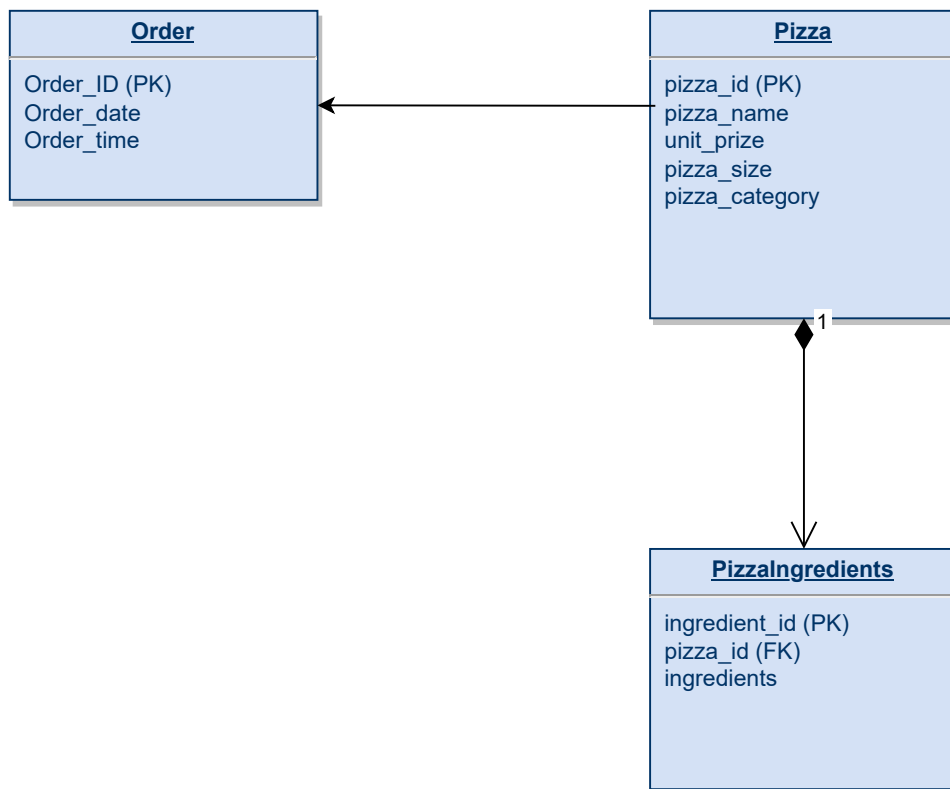 Order
Order_ID (PK)
Order_date
Order_time
Pizza
pizza_id (PK)
pizza_name
unit_prize
pizza_size
pizza_category
1
PizzaIngredients
ingredient_id (PK)
pizza_id (FK)
ingredients